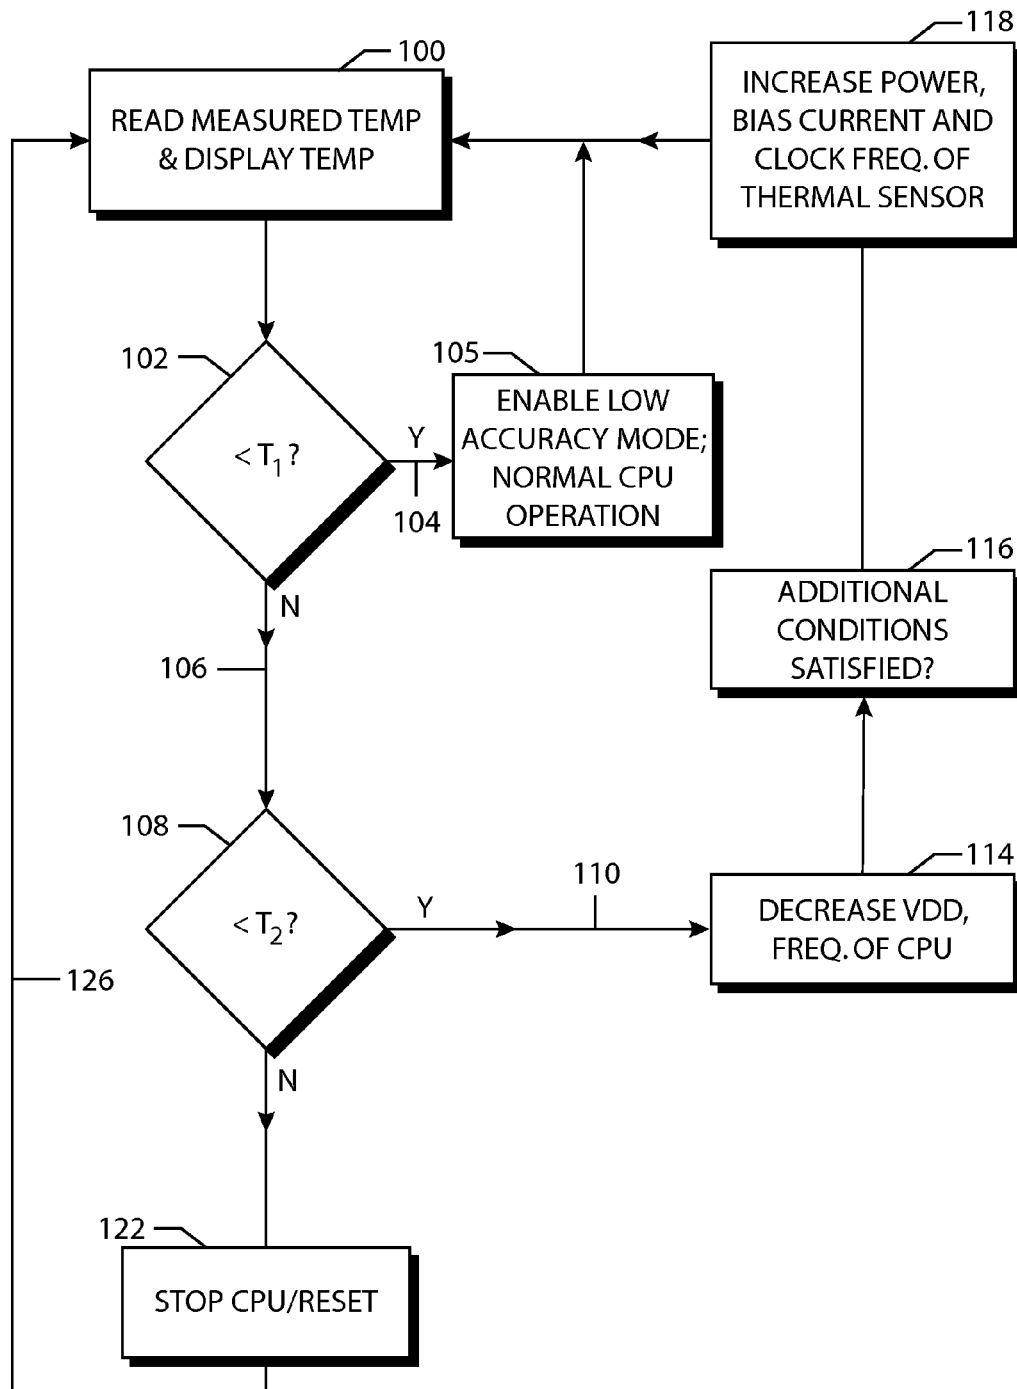 100
READ MEASURED TEMP
& DISPLAY TEMP
118
INCREASE POWER,
BIAS CURRENT AND
CLOCK FREQ. OF
THERMAL SENSOR
102
< T1 ?
Y
104
105
ENABLE LOW
ACCURACY MODE;
NORMAL CPU
OPERATION
N
106
116
ADDITIONAL
CONDITIONS
SATISFIED?
108
< T2 ?
Y
110
114
DECREASE VDD,
FREQ. OF CPU
126
N
122
STOP CPU/RESET